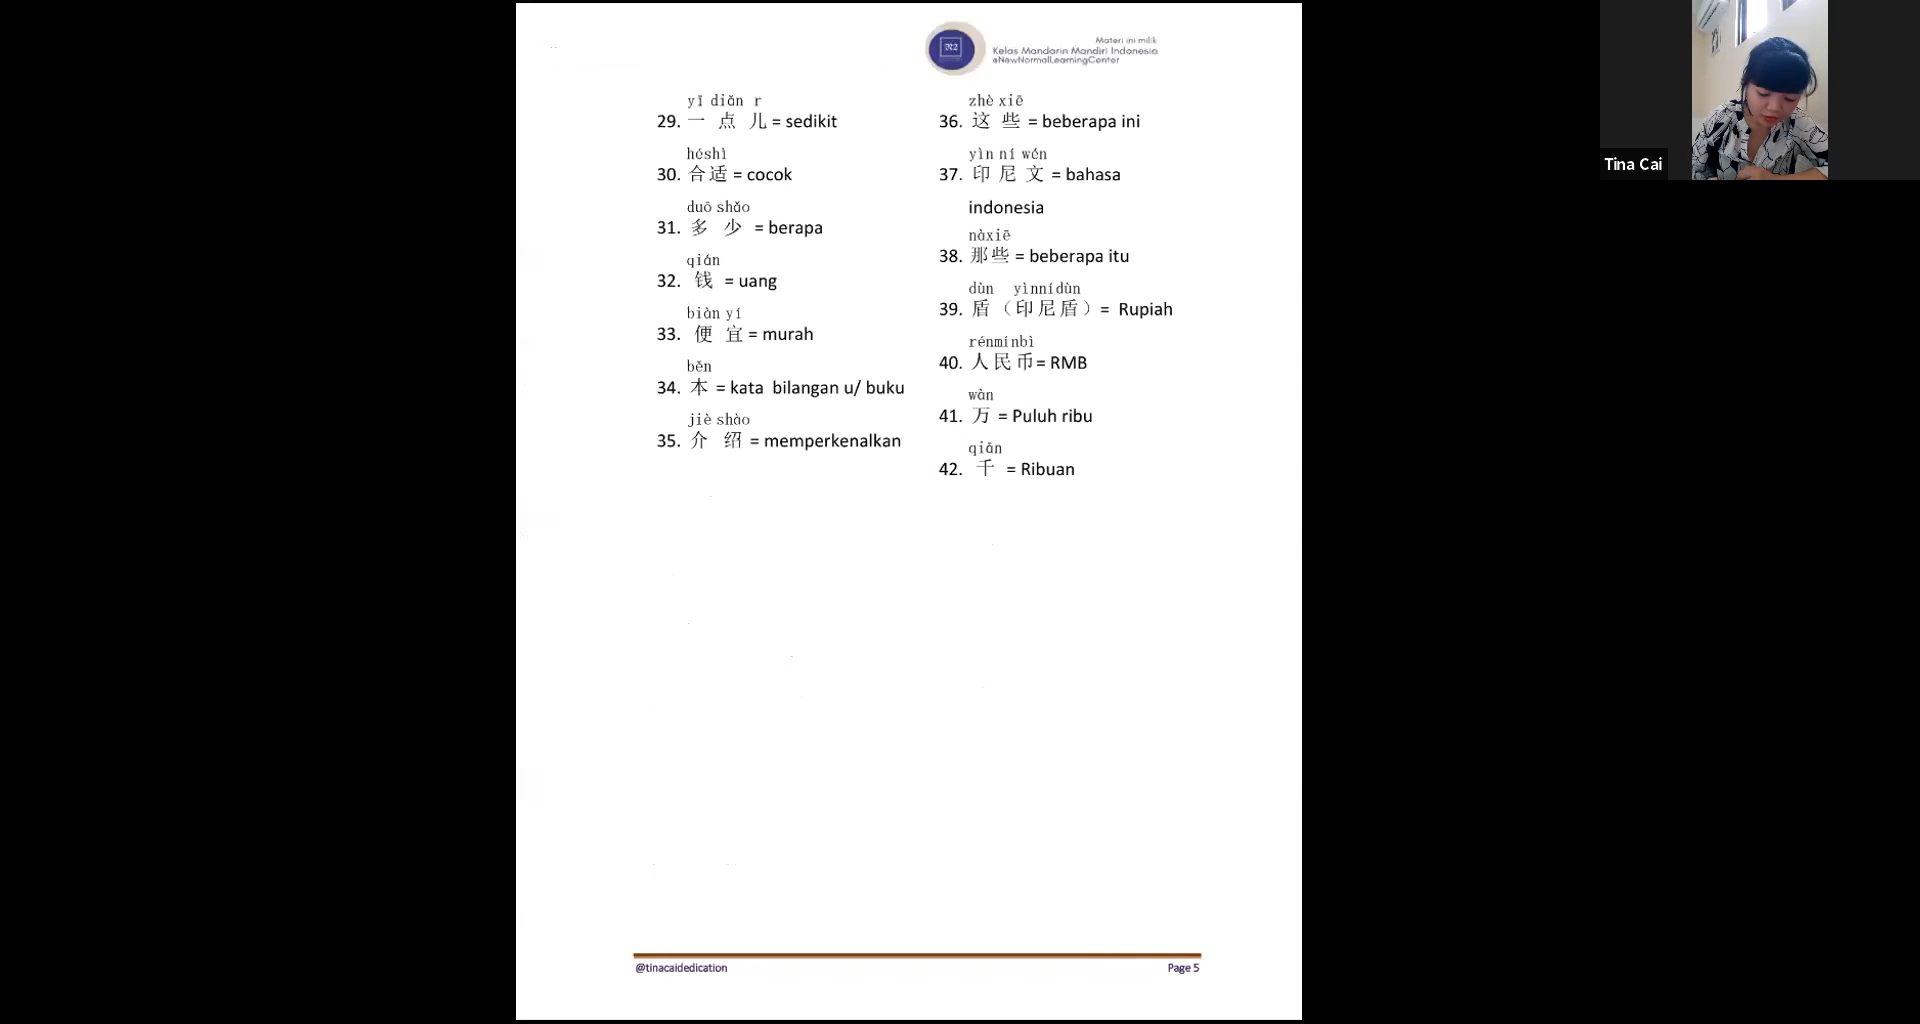 Materi ini milik
Kelas Mandarin Mandiri Indonesia
@NewNormalLearningCenter
yī diǎn r
29. 一 点 儿 = sedikit
héshì
30. 合适 = cocok
duō shǎo
31. 多 少 = berapa
qián
32. 钱 = uang
biàn yí
33. 便 宜 = murah
běn
34. 本 = kata bilangan u/ buku
jiè shào
35. 介 绍 = memperkenalkan
zhè xiē
36. 这 些 = beberapa ini
yìn ní wén
37. 印 尼 文 = bahasa
indonesia
nàxiē
38. 那些 = beberapa itu
dùn yìnnídùn
39. 盾（印尼盾）= Rupiah
rénmínbì
40. 人民币= RMB
wàn
41. 万 = Puluh ribu
qiān
42. 千 = Ribuan
@tinacaidedication
Page 5
Tina Cai